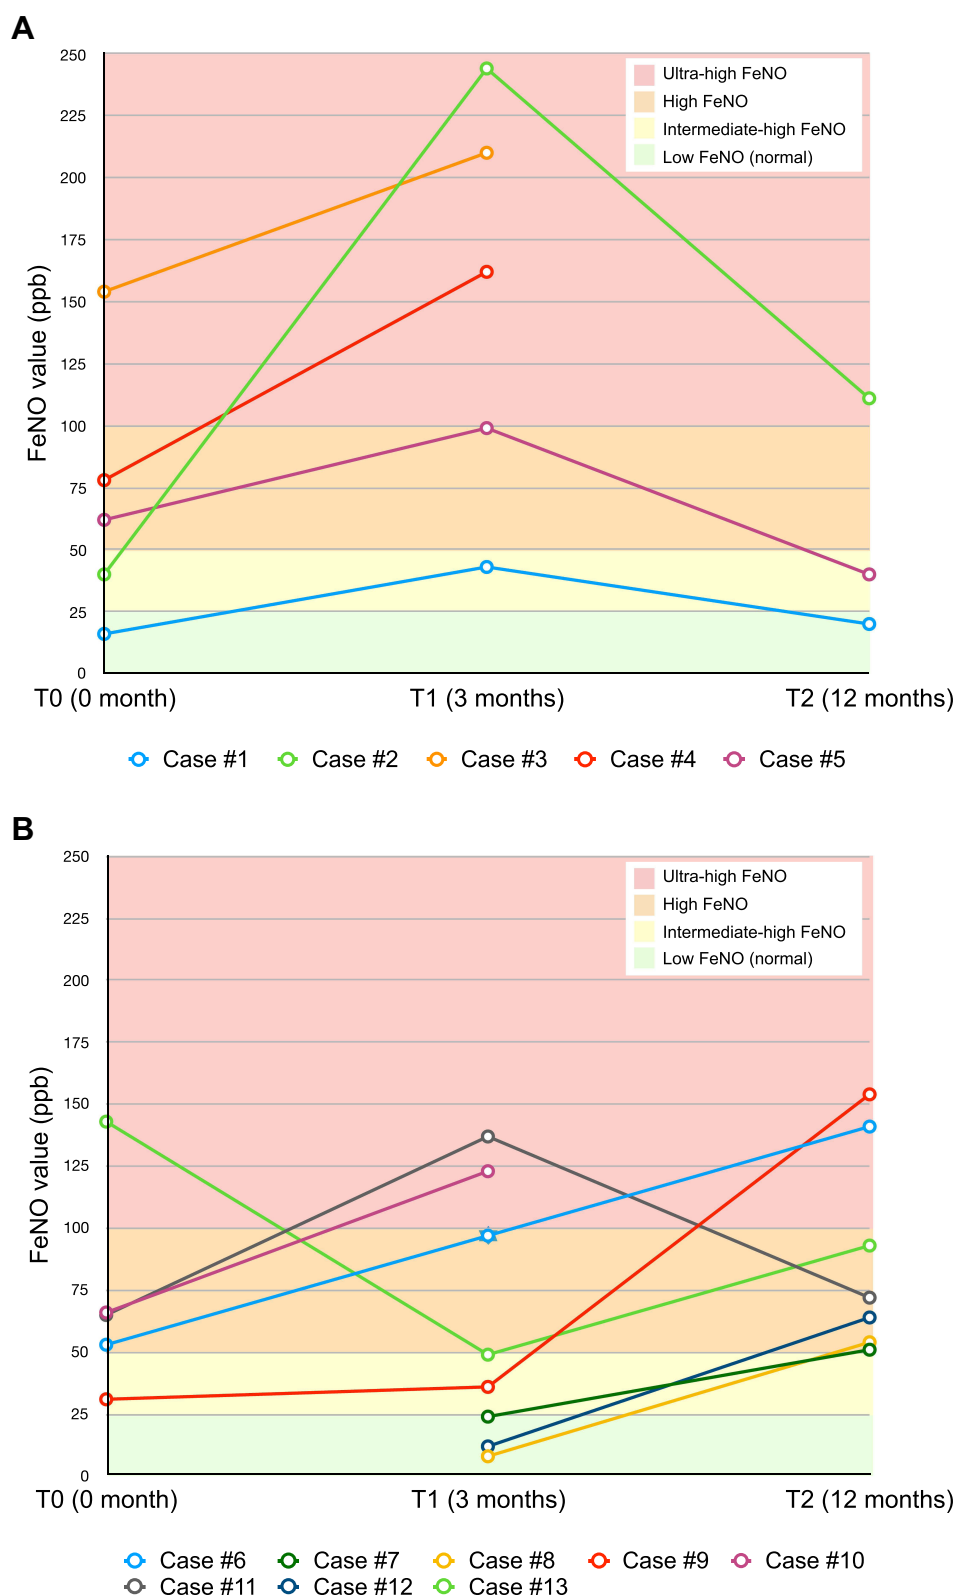 A
250
225
200
175
150
125
100
75
50
25
0
FeNO value (ppb)
Ultra-high FeNO
High FeNO
Intermediate-high FeNO
Low FeNO (normal)
T0 (0 month) T1 (3 months) T2 (12 months)
Case #1 Case #2 Case #3 Case #4 Case #5
B
250
225
200
175
150
125
100
75
50
25
0
FeNO value (ppb)
Ultra-high FeNO
High FeNO
Intermediate-high FeNO
Low FeNO (normal)
T0 (0 month) T1 (3 months) T2 (12 months)
Case #6 Case #7 Case #8 Case #9 Case #10
Case #11 Case #12 Case #13